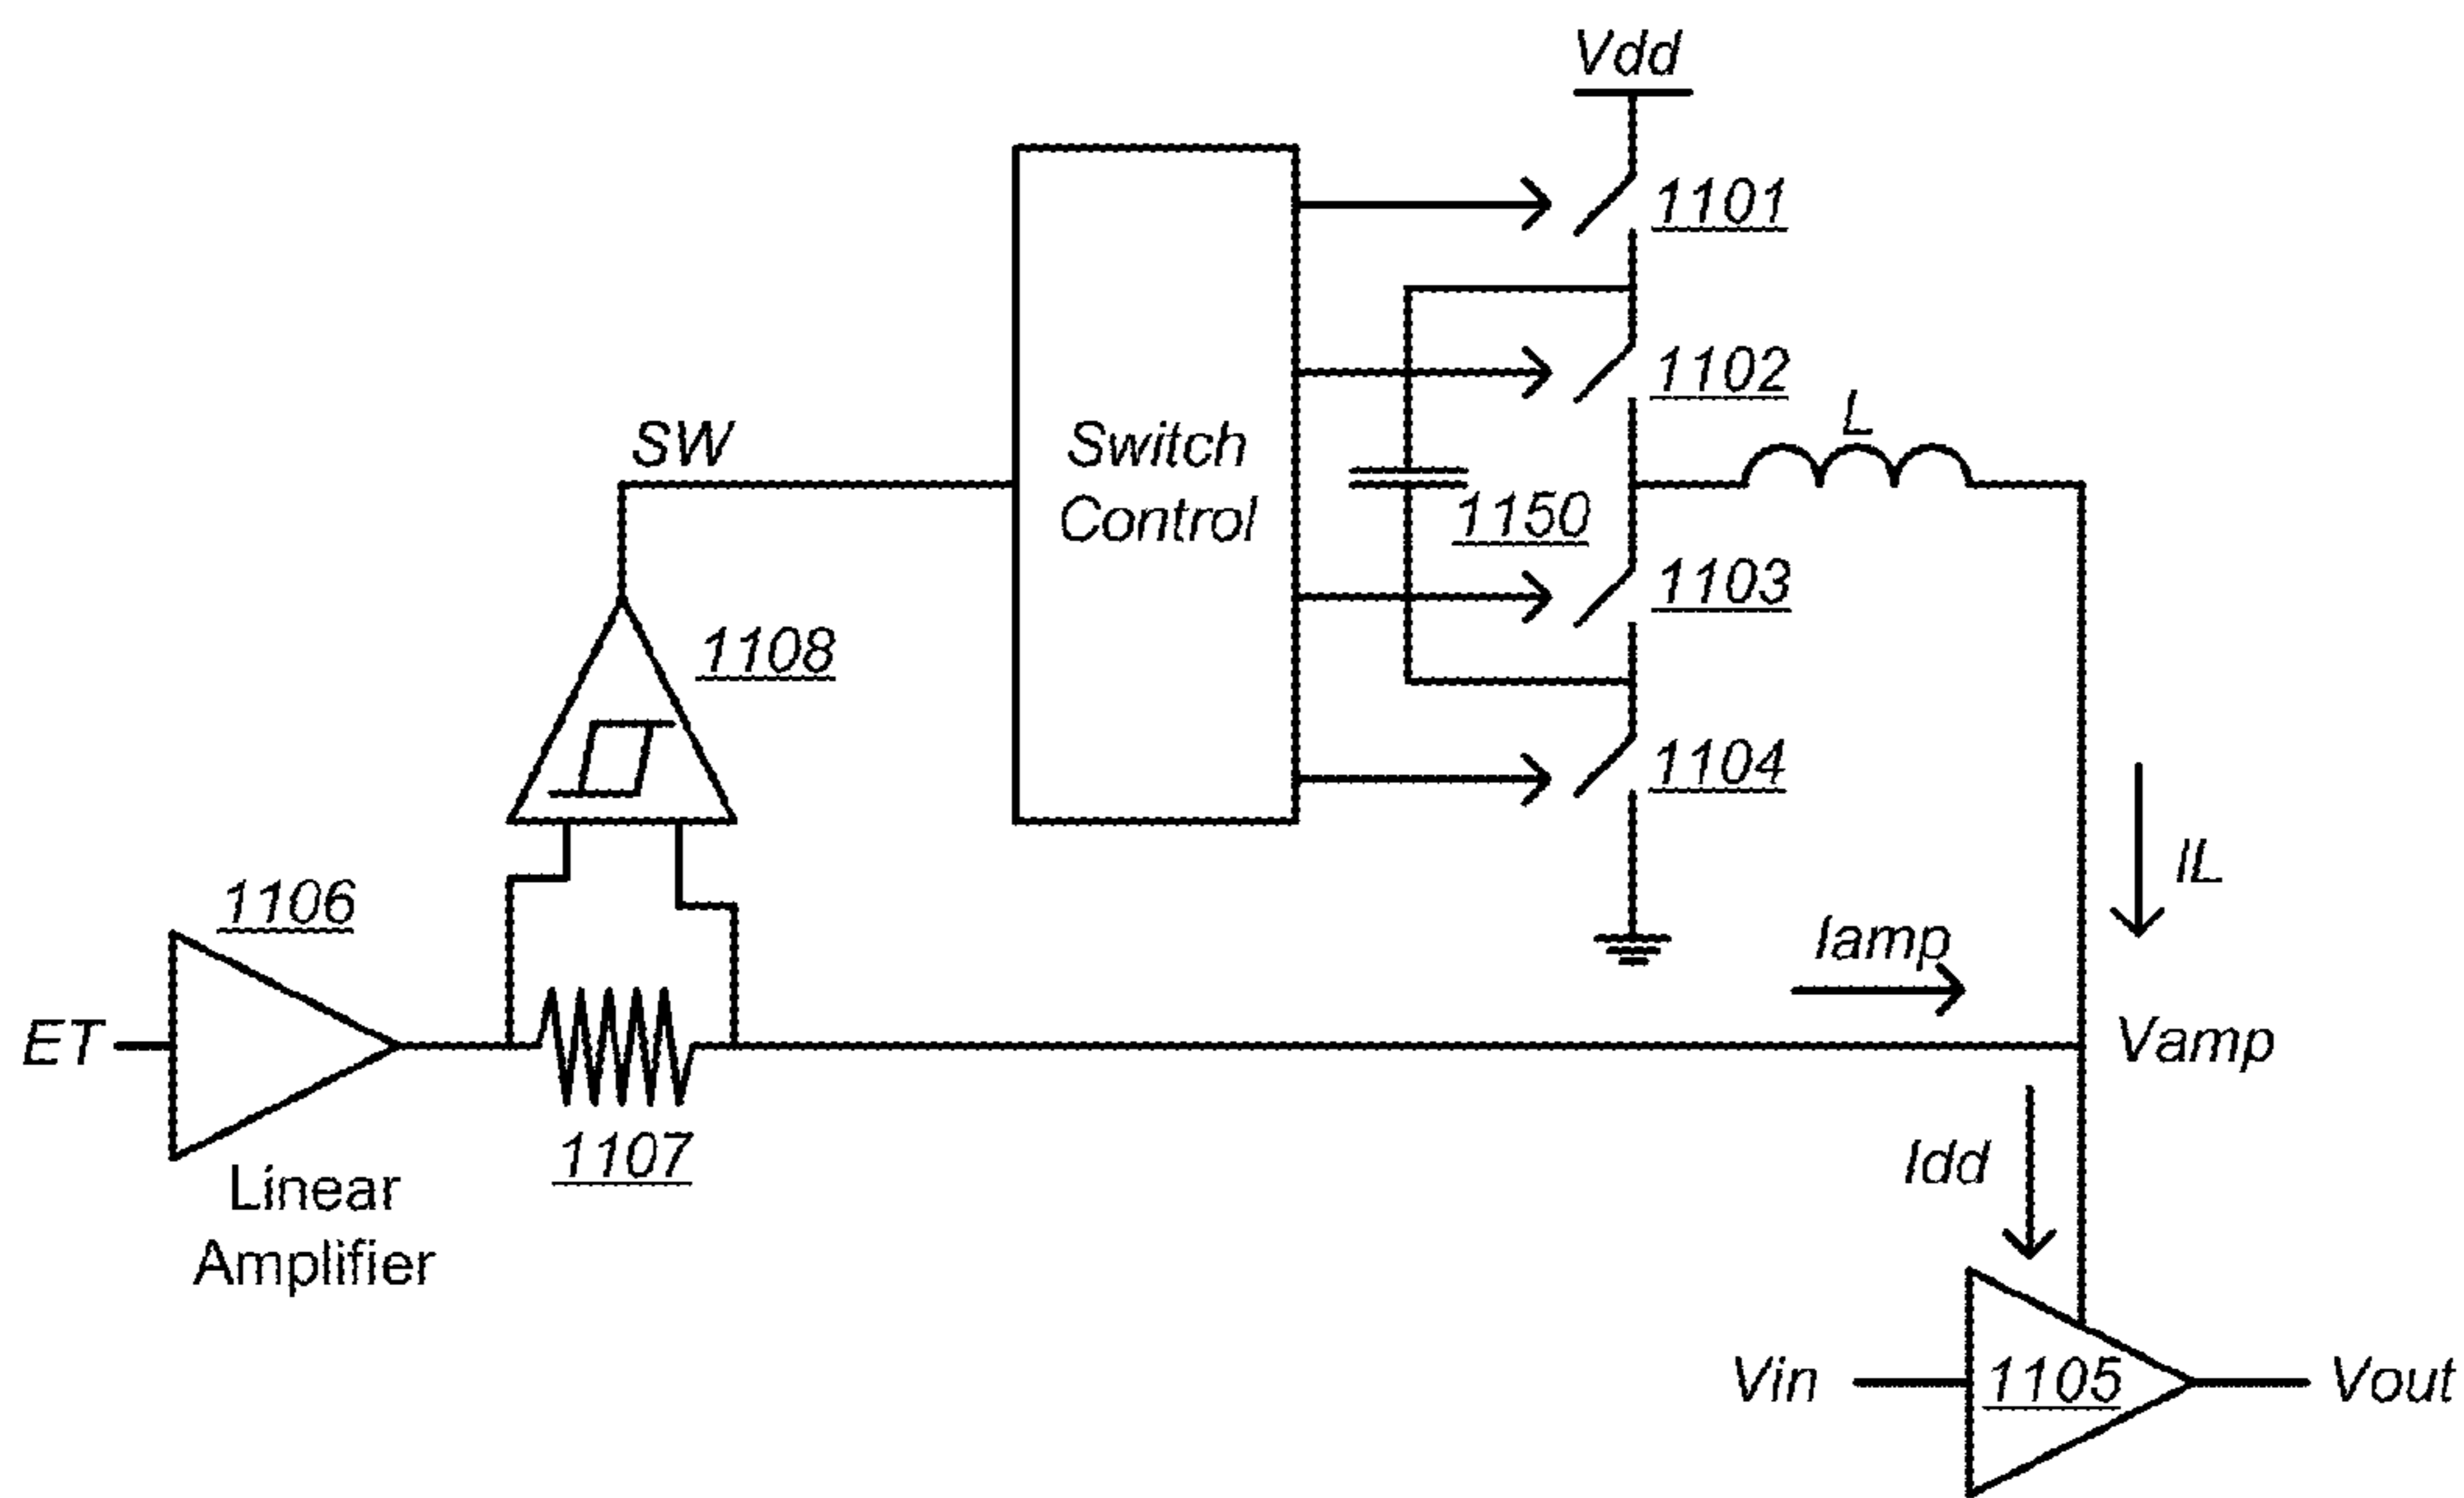 Vdd
1101
1102
L
SW
Switch
Control
1150
1103
1108
1104
1106
IL
Iamp
ET
Vamp
1107
Idd
Linear
Amplifier
Vin
1105
Vout